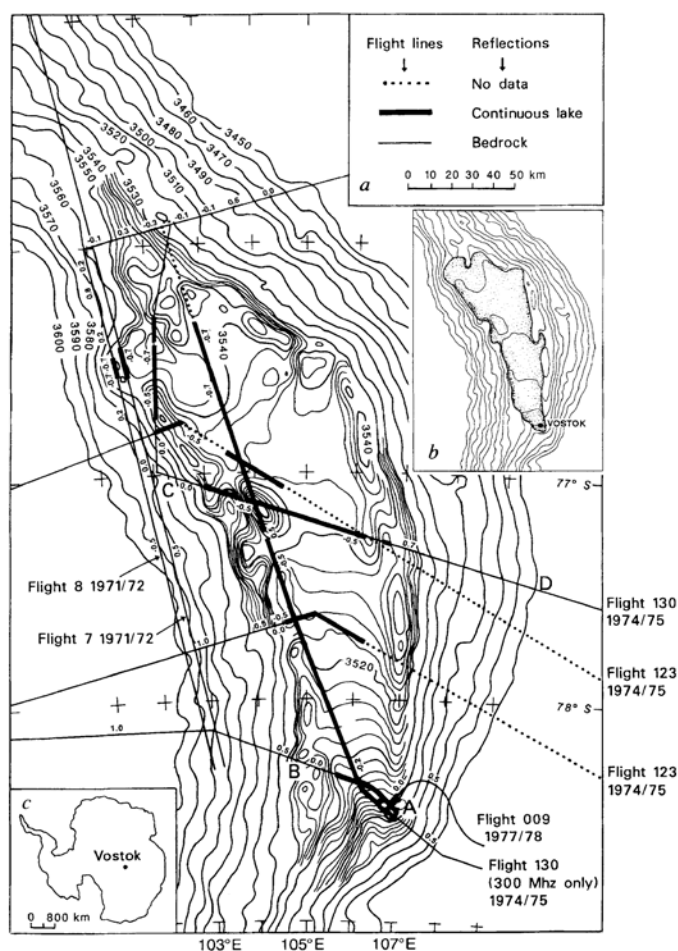 Flight lines Reflections
No data
Continuous lake
Bedrock
a 0 10 20 30 40 50 km
3450
3460
3470
3480
3490
3500
3510
3520
3530
3540
3550
3560
3570
3580
3590
3600
3540
3540
3520
b
VOSTOK
77° S
78° S
C
D
B
A
Flight 8 1971/72
Flight 7 1971/72
Flight 130
1974/75
Flight 123
1974/75
Flight 123
1974/75
Flight 009
1977/78
Flight 130
(300 Mhz only)
1974/75
c
Vostok
0 800 km
103°E 105°E 107°E